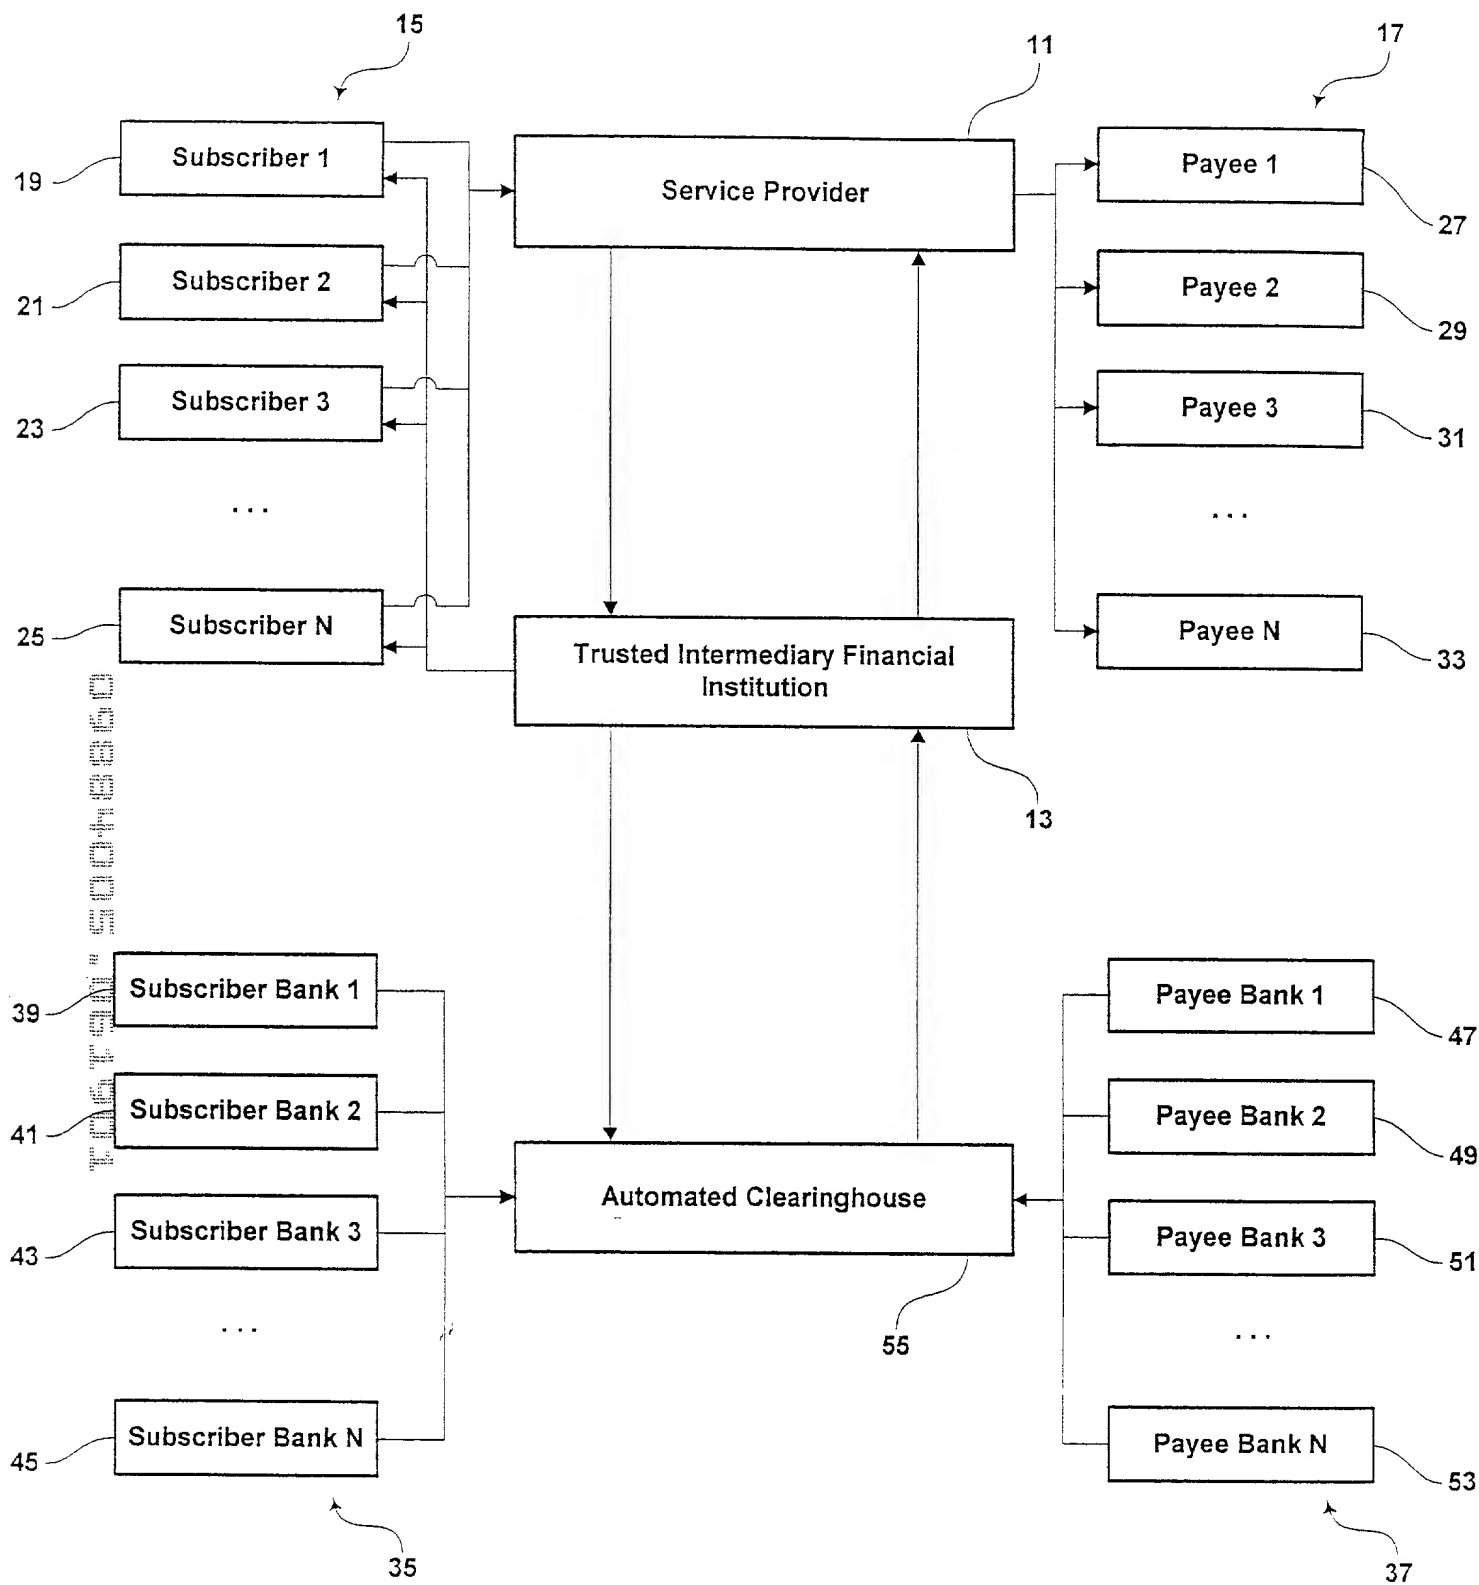 15
11
17
Subscriber 1
Service Provider
Payee 1
19
27
Subscriber 2
Payee 2
21
29
Subscriber 3
Payee 3
23
31
...
...
Subscriber N
Payee N
25
33
Trusted Intermediary Financial
Institution
13
Subscriber Bank 1
Payee Bank 1
39
47
Subscriber Bank 2
Payee Bank 2
41
49
Automated Clearinghouse
Subscriber Bank 3
Payee Bank 3
43
51
...
...
55
Subscriber Bank N
Payee Bank N
45
53
35
37